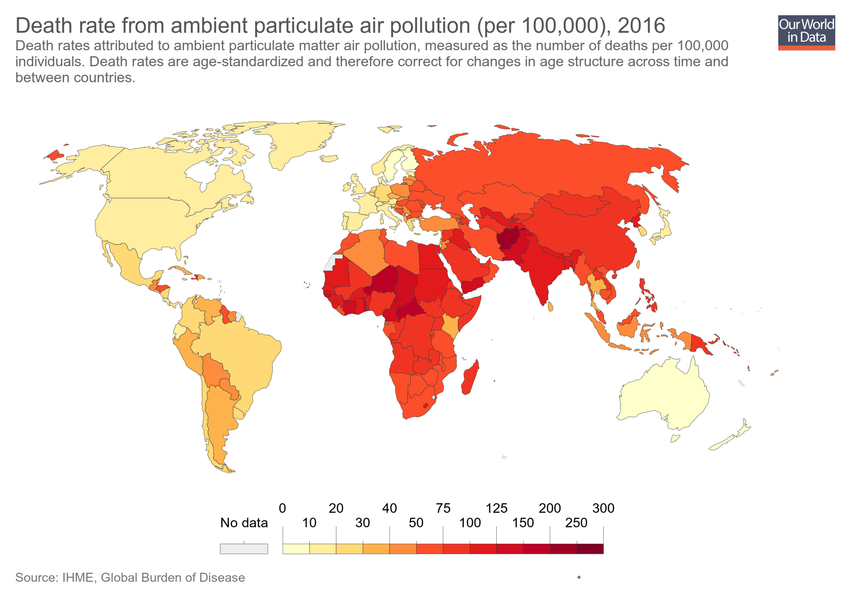 Death rate from ambient particulate air pollution (per 100,000), 2016
Our World
in Data
Death rates attributed to ambient particulate matter air pollution, measured as the number of deaths per 100,000
individuals. Death rates are age-standardized and therefore correct for changes in age structure across time and
between countries.
0 20 40 75 125 200 300
No data 10 30 50 100 150 250
Source: IHME, Global Burden of Disease